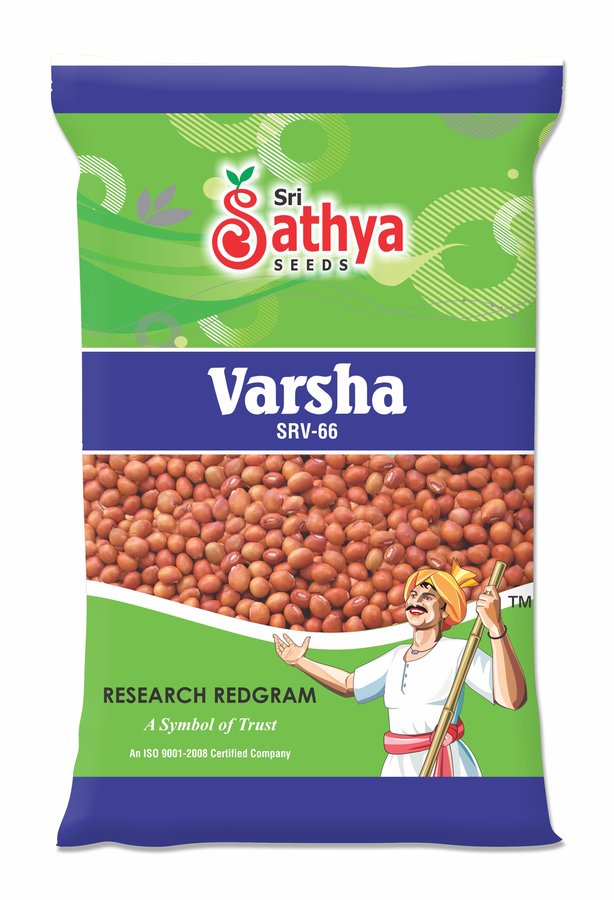 Sri
Sathya
SEEDS
Varsha
SRV-66
TM
RESEARCH REDGRAM
A Symbol of Trust
An ISO 9001-2008 Certified Company